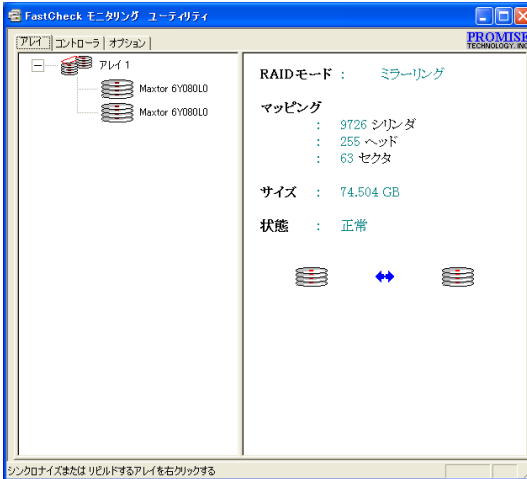 FastCheck モニタリング ユーティリティ
アレイ コントローラ オプション
PROMISE
TECHNOLOGY, INC
アレイ 1
Maxtor 6Y080L0
Maxtor 6Y080L0
RAIDモード : ミラーリング
マッピング
: 9726 シリンダ
: 255 ヘッド
: 63 セクタ
サイズ : 74.504 GB
状態 : 正常
シンクロナイズまたは リビルドするアレイを右クリックする